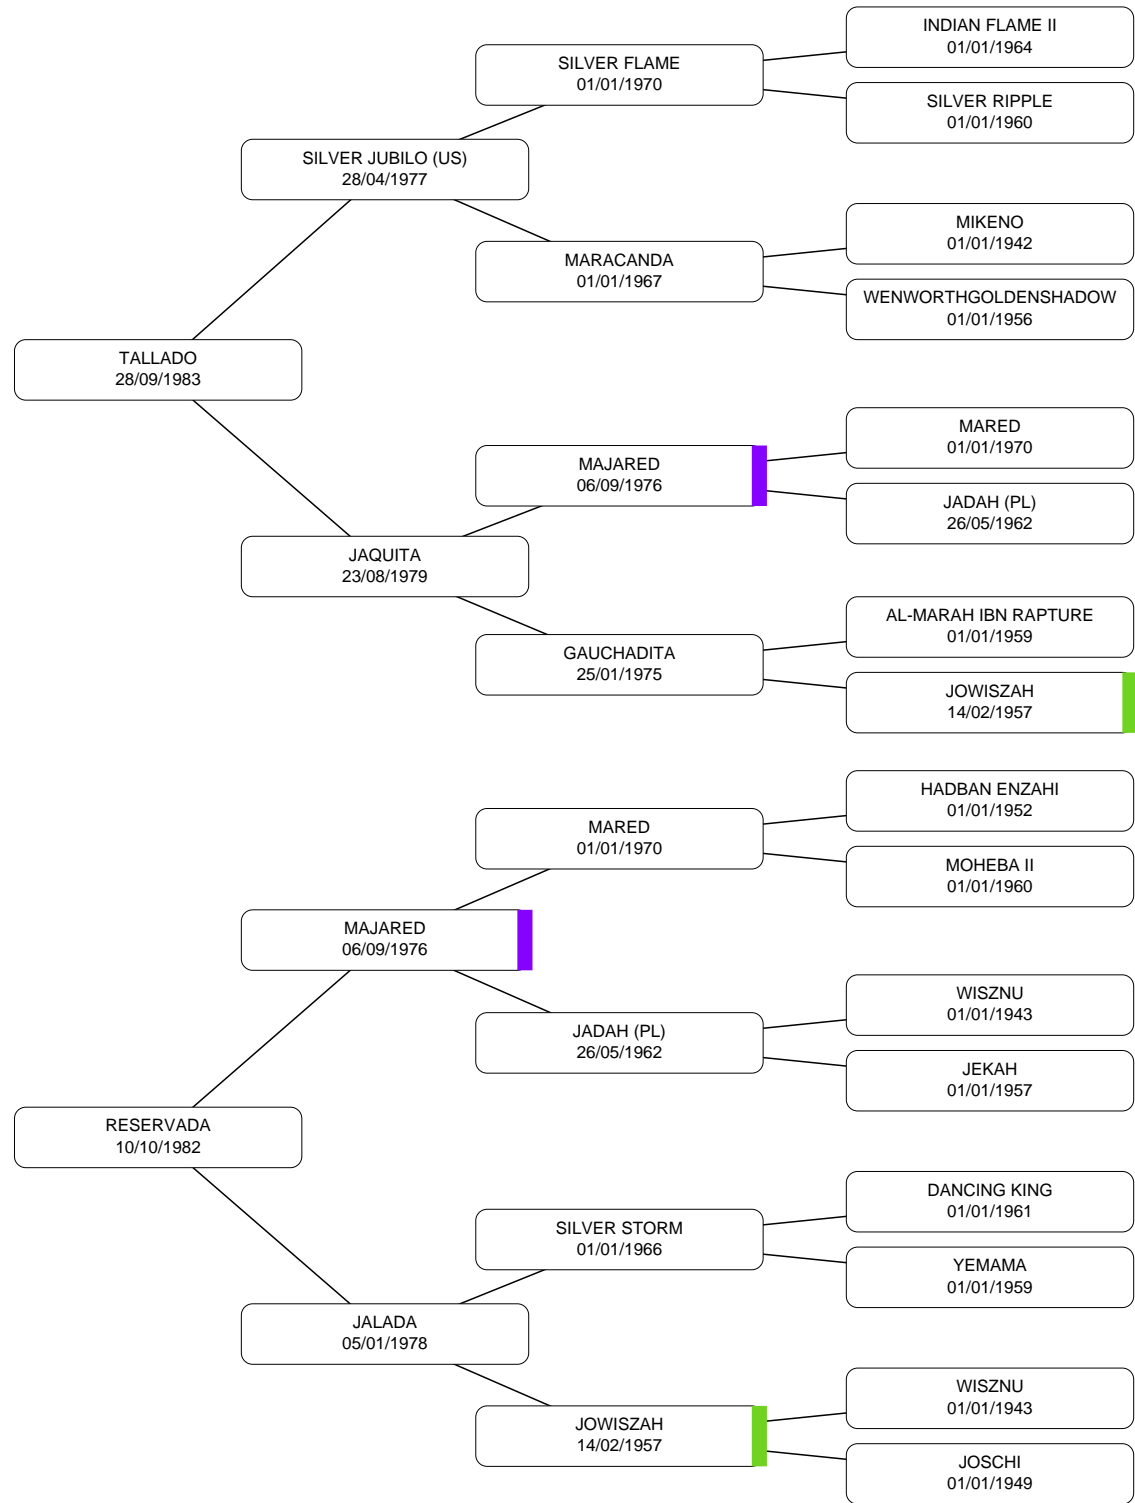 INDIAN FLAME II
01/01/1964
SILVER FLAME
01/01/1970
SILVER RIPPLE
01/01/1960
SILVER JUBILO (US)
28/04/1977
MIKENO
01/01/1942
MARACANDA
01/01/1967
WENWORTHGOLDENSHADOW
01/01/1956
TALLADO
28/09/1983
MARED
01/01/1970
MAJARED
06/09/1976
JADAH (PL)
26/05/1962
JAQUITA
23/08/1979
AL-MARAH IBN RAPTURE
01/01/1959
GAUCHADITA
25/01/1975
JOWISZAH
14/02/1957
HADBAN ENZAHI
01/01/1952
MARED
01/01/1970
MOHEBA II
01/01/1960
MAJARED
06/09/1976
WISZNU
01/01/1943
JADAH (PL)
26/05/1962
JEKAH
01/01/1957
RESERVADA
10/10/1982
DANCING KING
01/01/1961
SILVER STORM
01/01/1966
YEMAMA
01/01/1959
JALADA
05/01/1978
WISZNU
01/01/1943
JOWISZAH
14/02/1957
JOSCHI
01/01/1949